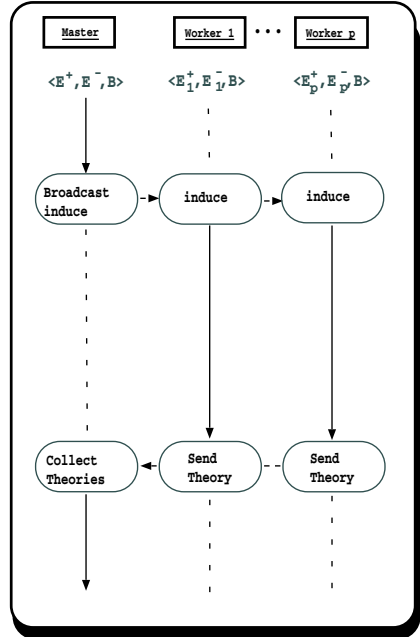 Master Worker 1 • • • Worker p
<E⁺,E⁻,B> <E₁⁺,E₁⁻,B> <Eₚ⁺,Eₚ⁻,B>
Broadcast
induce
induce
induce
Collect
Theories
Send
Theory
Send
Theory